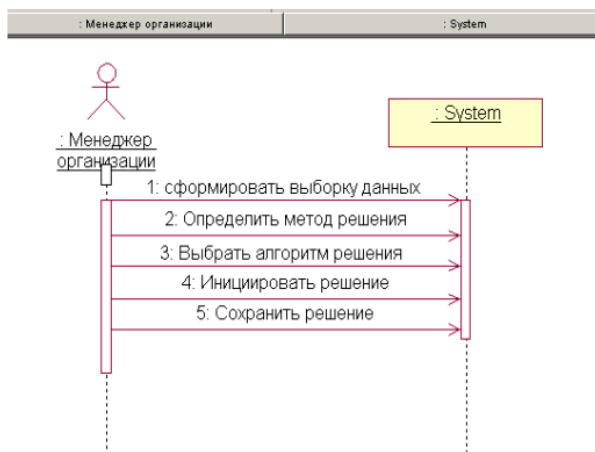 : Менеджер организации
: System
: Менеджер
организации
: System
1: сформировать выборку данных
2: Определить метод решения
3: Выбрать алгоритм решения
4: Инициировать решение
5: Сохранить решение